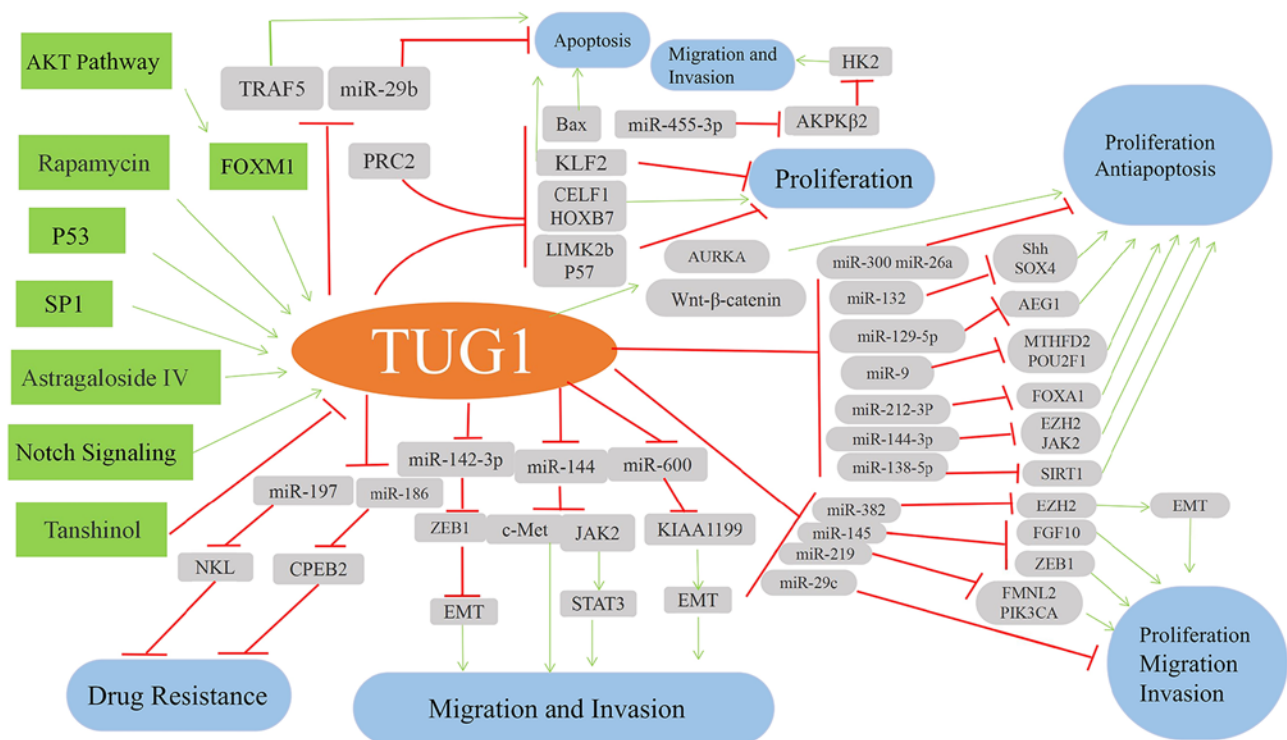 AKT Pathway
Rapamycin
FOXM1
P53
SP1
Astragaloside IV
Notch Signaling
Tanshinol
TRAF5
miR-29b
PRC2
Apoptosis
Migration and
Invasion
HK2
Bax
miR-455-3p
AKPKβ2
KLF2
CELF1
HOXB7
LIMK2b
P57
Proliferation
AURKA
Wnt-β-catenin
TUG1
Proliferation
Antiapoptosis
miR-300 miR-26a
miR-132
miR-129-5p
miR-9
miR-212-3P
miR-144-3p
miR-138-5p
Shh
SOX4
AEG1
MTHFD2
POU2F1
FOXA1
EZH2
JAK2
SIRT1
miR-382
miR-145
miR-219
miR-29c
EZH2
EMT
FGF10
ZEB1
FMNL2
PIK3CA
Proliferation
Migration
Invasion
miR-197
miR-186
NKL
CPEB2
Drug Resistance
miR-142-3p
miR-144
miR-600
ZEB1
c-Met
JAK2
KIAA1199
EMT
STAT3
EMT
Migration and Invasion